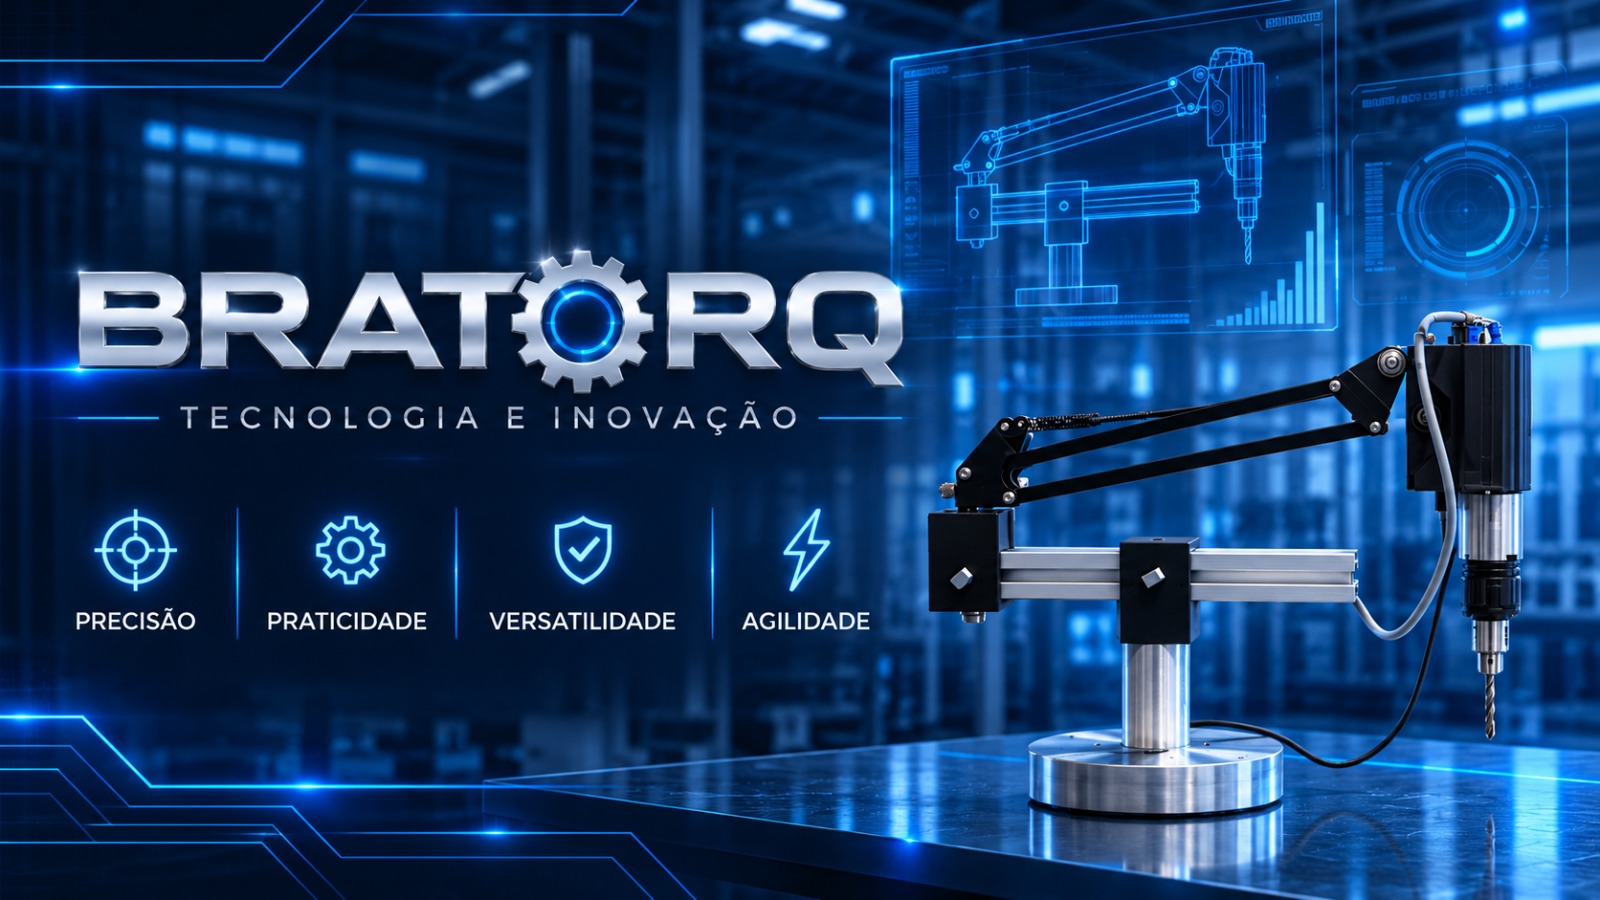 BRATORQ
TECNOLOGIA E INOVAÇÃO
PRECISÃO
PRATICIDADE
VERSATILIDADE
AGILIDADE